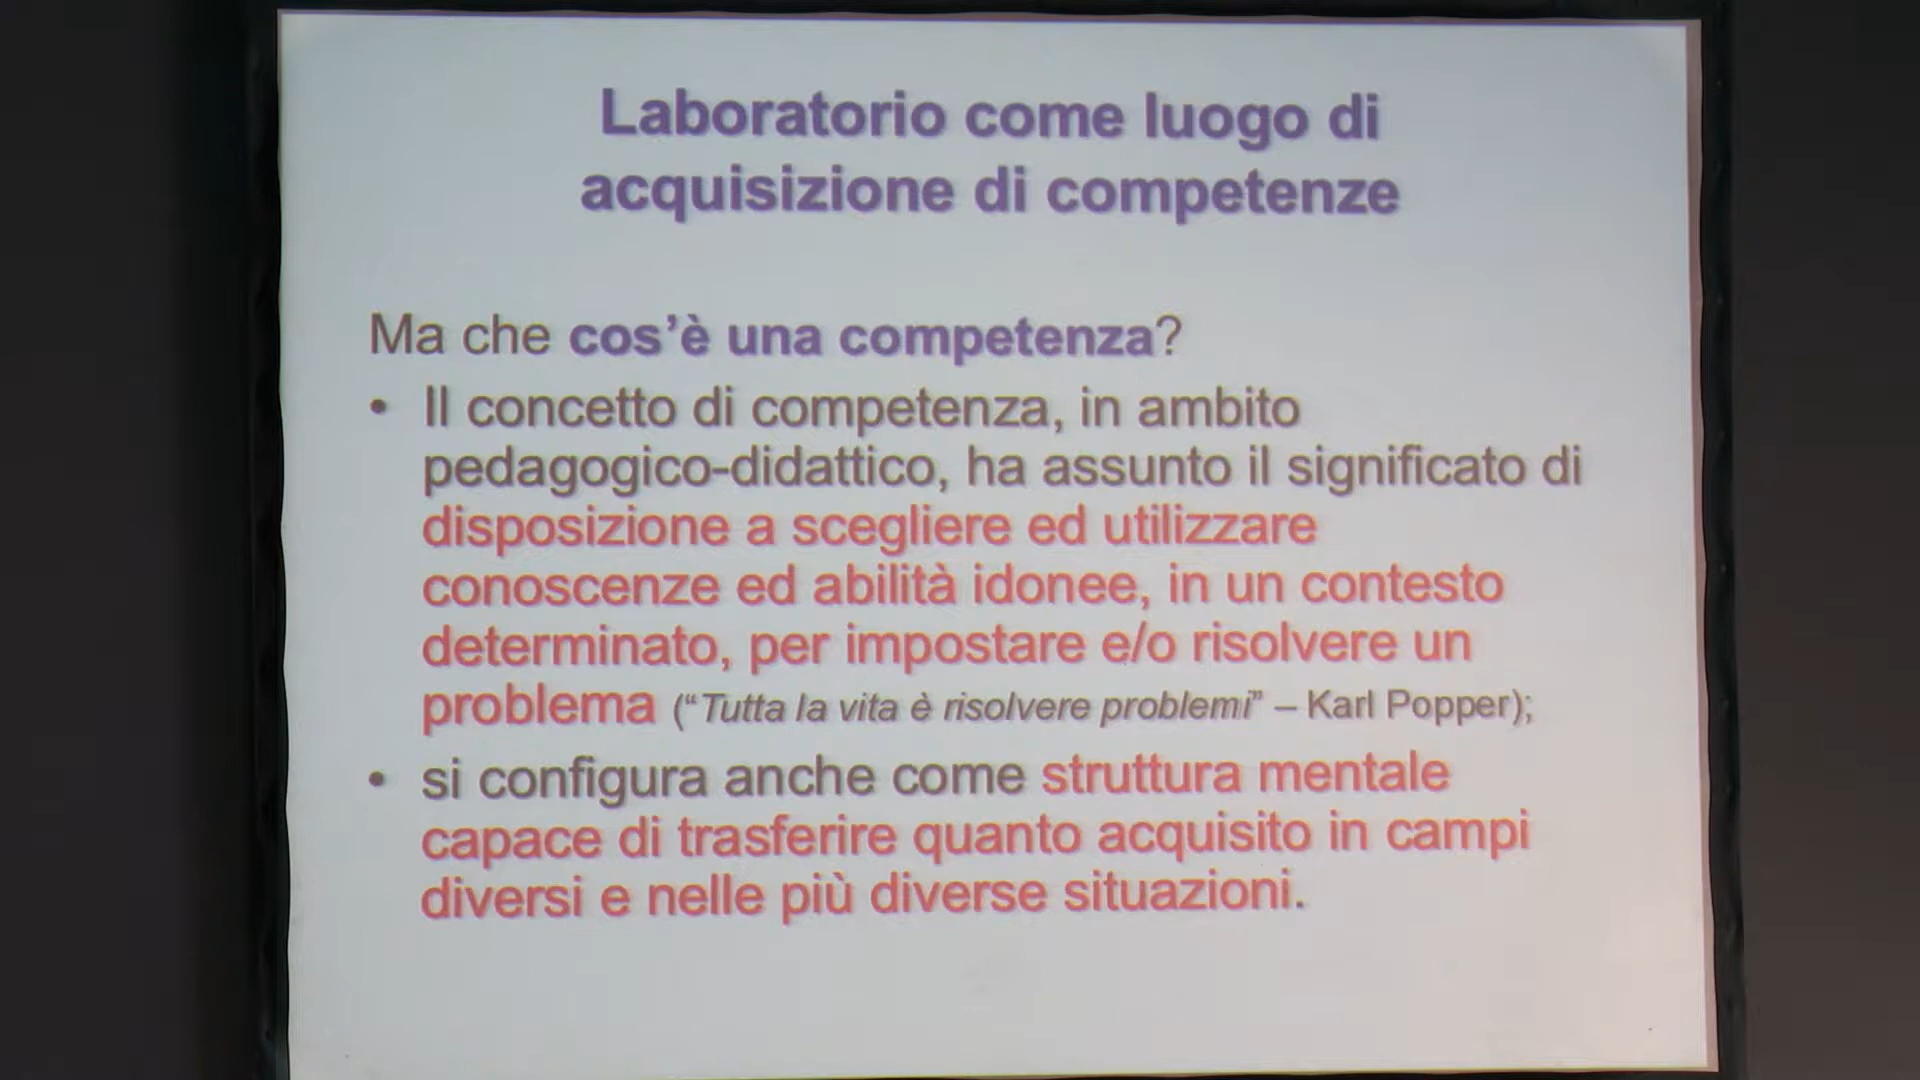 Laboratorio come luogo di
acquisizione di competenze
Ma che cos’è una competenza?
• Il concetto di competenza, in ambito
pedagogico-didattico, ha assunto il significato di
disposizione a scegliere ed utilizzare
conoscenze ed abilità idonee, in un contesto
determinato, per impostare e/o risolvere un
problema (“Tutta la vita è risolvere problemi” – Karl Popper);
• si configura anche come struttura mentale
capace di trasferire quanto acquisito in campi
diversi e nelle più diverse situazioni.